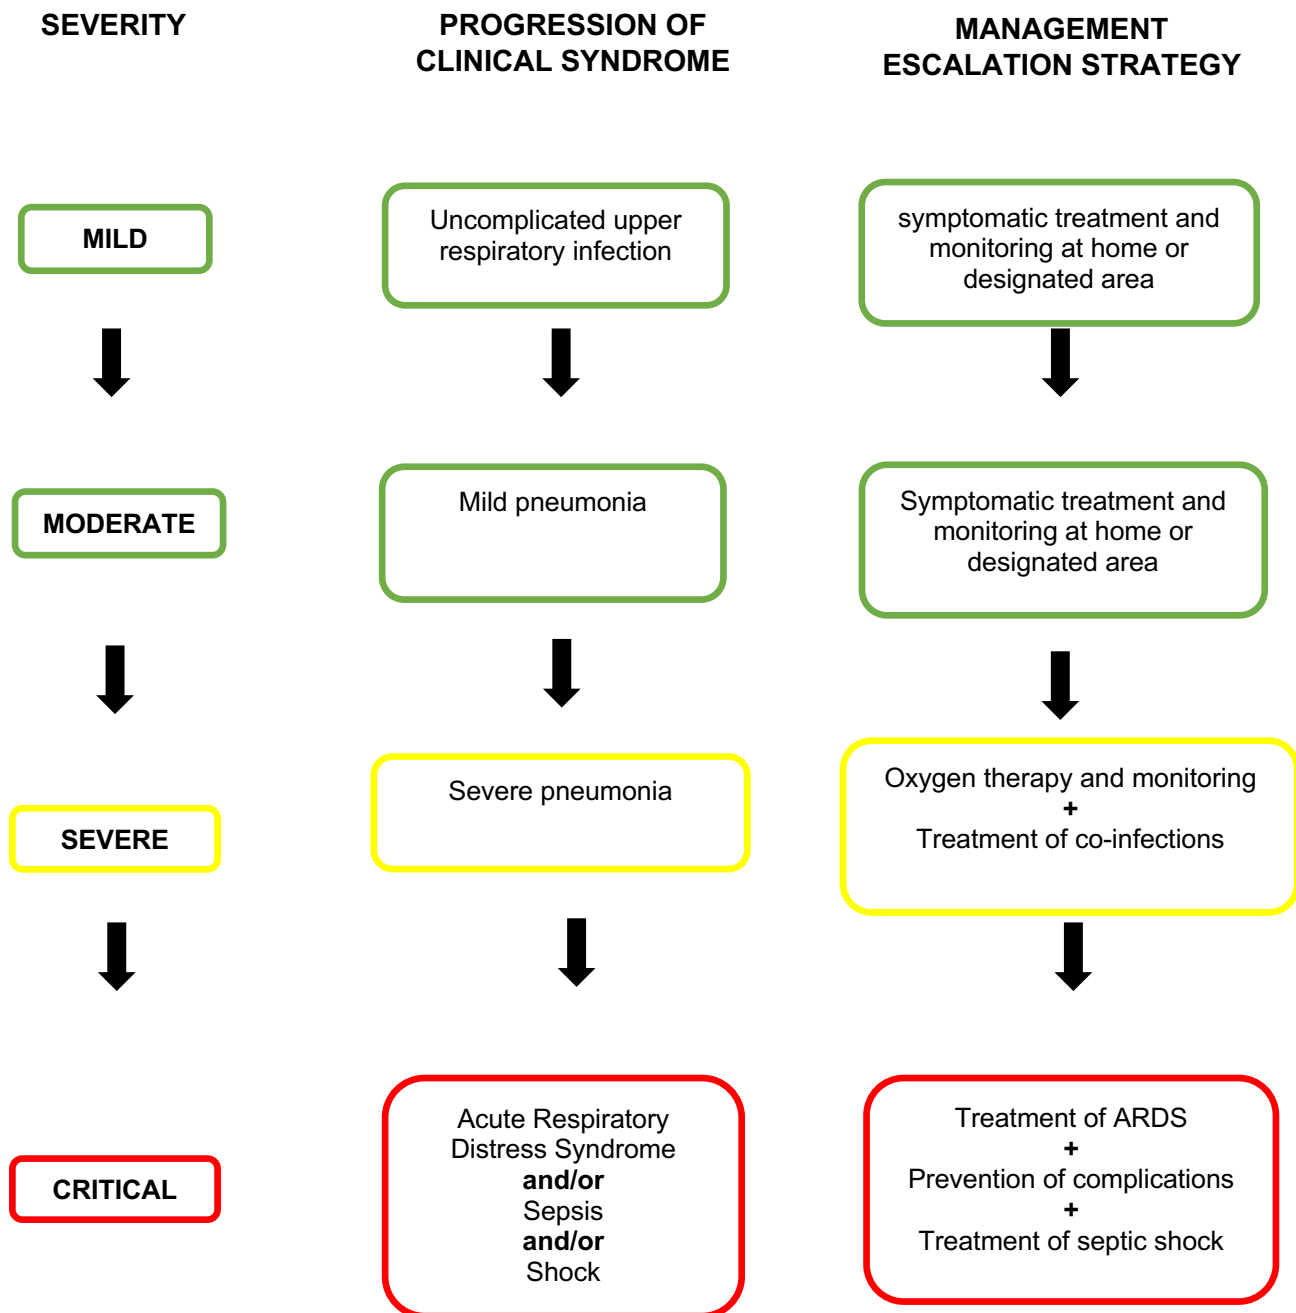 SEVERITY
PROGRESSION OF
CLINICAL SYNDROME
MANAGEMENT
ESCALATION STRATEGY
MILD
Uncomplicated upper
respiratory infection
symptomatic treatment and
monitoring at home or
designated area
MODERATE
Mild pneumonia
Symptomatic treatment and
monitoring at home or
designated area
SEVERE
Severe pneumonia
Oxygen therapy and monitoring
+
Treatment of co-infections
CRITICAL
Acute Respiratory
Distress Syndrome
and/or
Sepsis
and/or
Shock
Treatment of ARDS
+
Prevention of complications
+
Treatment of septic shock